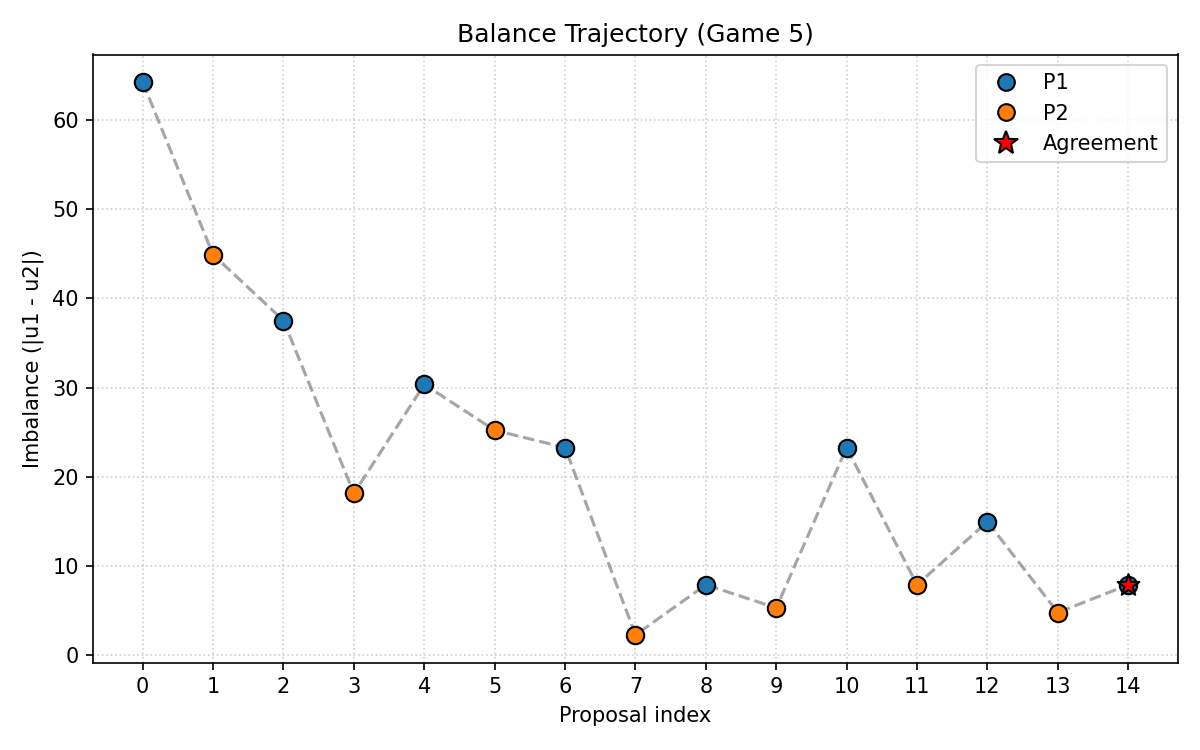 Balance Trajectory (Game 5)
P1
P2
Agreement
Imbalance (|u1 - u2|)
60
50
40
30
20
10
0
0 1 2 3 4 5 6 7 8 9 10 11 12 13 14
Proposal index